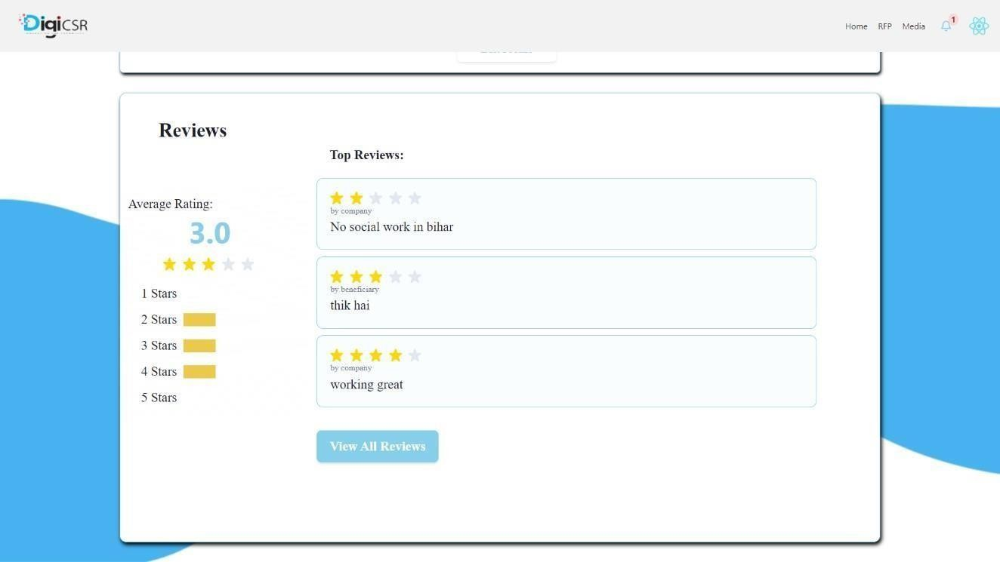 DigiCSR
Home RFP Media 1
Reviews
Top Reviews:
Average Rating:
3.0
1 Stars
2 Stars
3 Stars
4 Stars
5 Stars
by company
No social work in bihar
by beneficiary
thik hai
by company
working great
View All Reviews